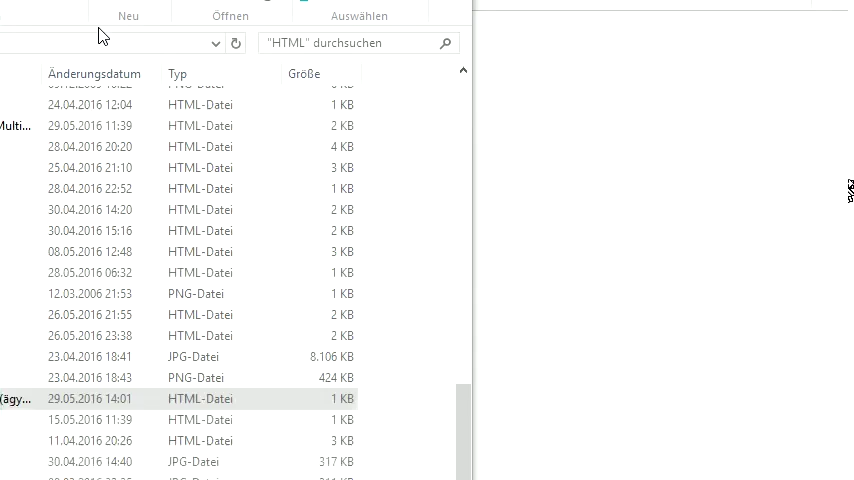 Neu Öffnen Auswählen
"HTML" durchsuchen
Änderungsdatum Typ Größe
24.04.2016 12:04 HTML-Datei 1 KB
Multi... 29.05.2016 11:39 HTML-Datei 2 KB
28.04.2016 20:20 HTML-Datei 4 KB
25.04.2016 21:10 HTML-Datei 3 KB
28.04.2016 22:52 HTML-Datei 1 KB
30.04.2016 14:20 HTML-Datei 2 KB
30.04.2016 15:16 HTML-Datei 2 KB
08.05.2016 12:48 HTML-Datei 3 KB
28.05.2016 06:32 HTML-Datei 1 KB
12.03.2006 21:53 PNG-Datei 1 KB
26.05.2016 21:55 HTML-Datei 2 KB
26.05.2016 23:38 HTML-Datei 2 KB
23.04.2016 18:41 JPG-Datei 8.106 KB
23.04.2016 18:43 PNG-Datei 424 KB
(ägy... 29.05.2016 14:01 HTML-Datei 1 KB
15.05.2016 11:39 HTML-Datei 1 KB
11.04.2016 20:26 HTML-Datei 3 KB
30.04.2016 14:40 JPG-Datei 317 KB